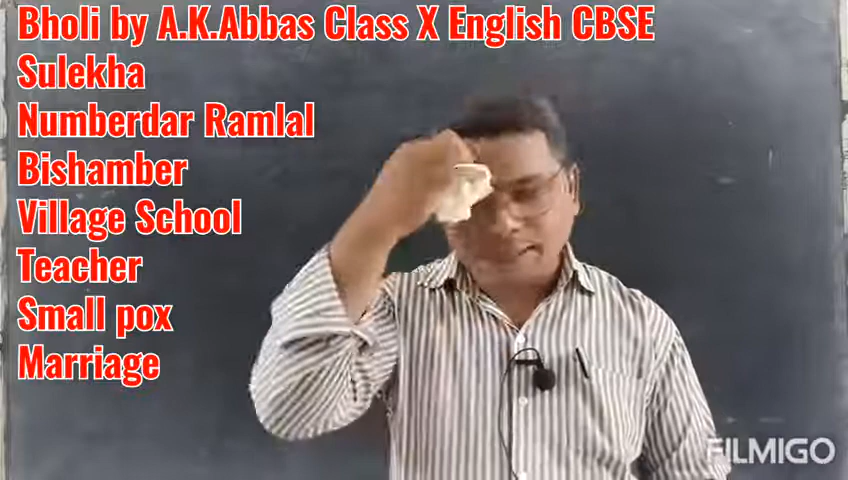 Bholi by A.K.Abbas Class X English CBSE
Sulekha
Numberdar Ramlal
Bishamber
Village School
Teacher
Small pox
Marriage
FILMIGO